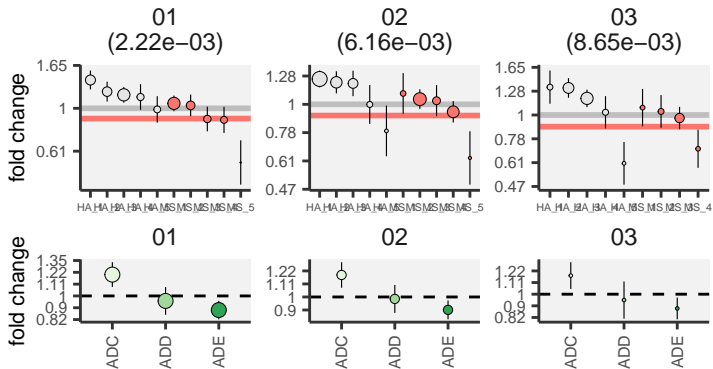 01
(2.22e−03)
02
(6.16e−03)
03
(8.65e−03)
fold change
1.65
1
0.61
1.28
1
0.78
0.61
0.47
1.65
1.28
1
0.78
0.61
0.47
01
02
03
fold change
1.35
1.22
1.11
1
0.9
0.82
1.22
1.11
1
0.9
1.22
1.11
1
0.9
0.82
ADC
ADD
ADE
ADC
ADD
ADE
ADC
ADD
ADE